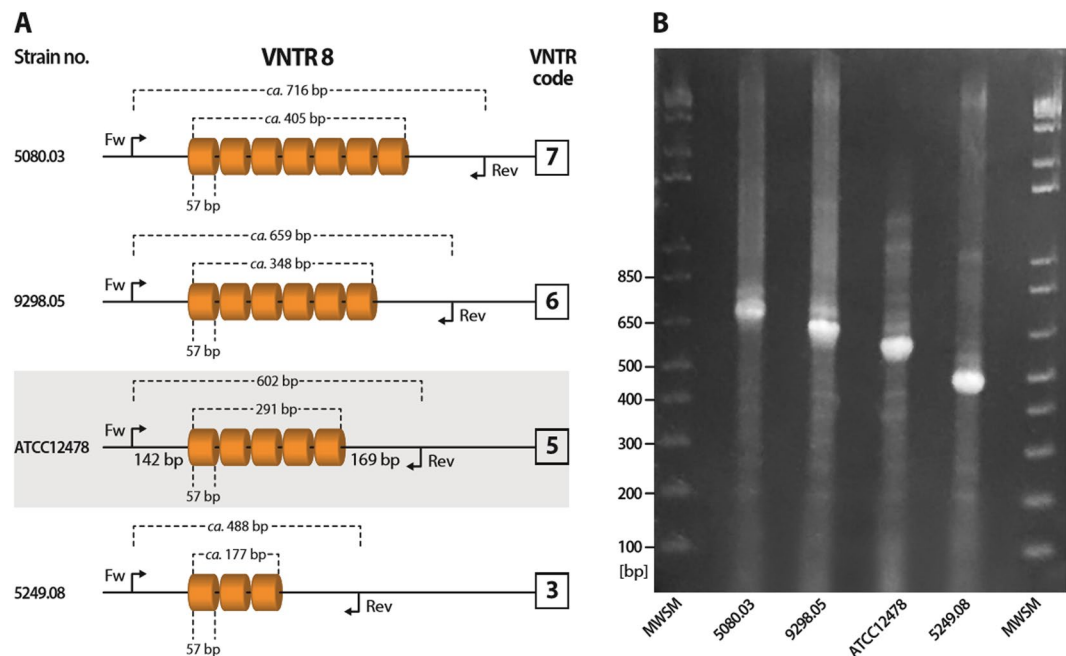 A
Strain no.
VNTR 8
VNTR
code
ca. 716 bp
ca. 405 bp
Fw
5080.03
7
Rev
57 bp
ca. 659 bp
ca. 348 bp
Fw
9298.05
6
Rev
57 bp
602 bp
291 bp
Fw
ATCC12478
5
142 bp
169 bp
Rev
57 bp
ca. 488 bp
ca. 177 bp
Fw
5249.08
3
Rev
57 bp
B
850
650
500
400
300
200
100
[bp]
MWSM
5080.03
9298.05
ATCC12478
5249.08
MWSM